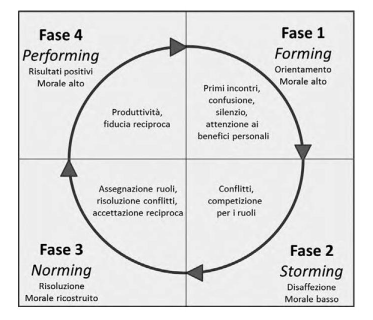 Fase 4
Performing
Risultati positivi
Morale alto
Produttività,
fiducia reciproca
Fase 1
Forming
Orientamento
Morale alto
Primi incontri,
confusione,
silenzio,
attenzione ai
benefici personali
Assegnazione ruoli,
risoluzione conflitti,
accettazione reciproca
Fase 3
Norming
Risoluzione
Morale ricostruito
Conflitti,
competizione
per i ruoli
Fase 2
Storming
Disaffezione
Morale basso